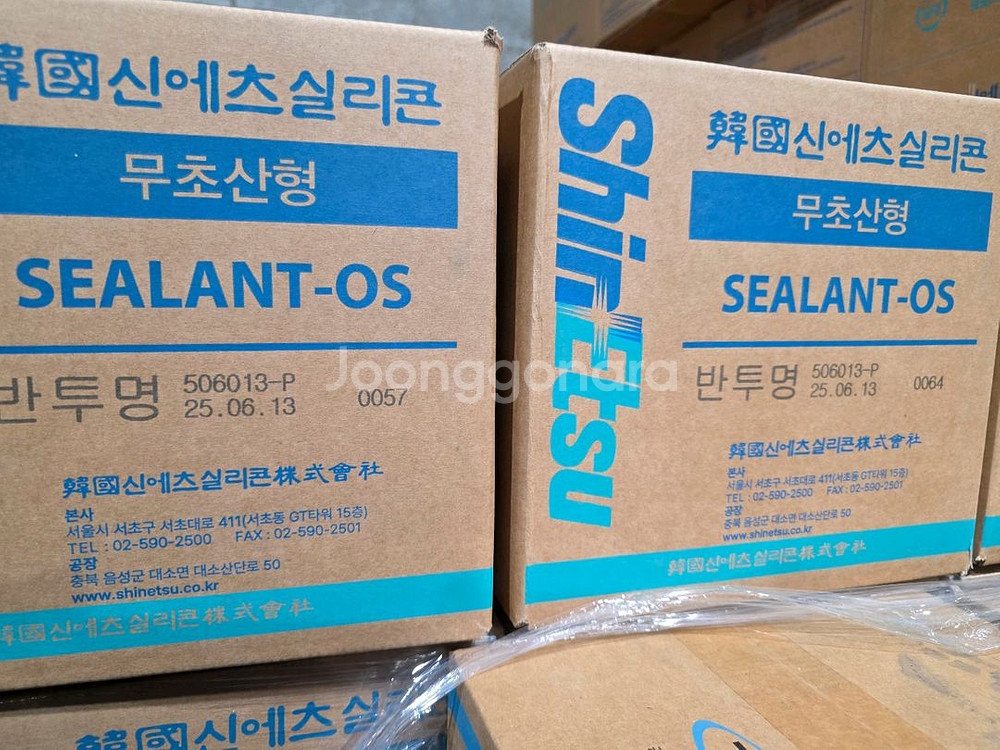 韓國신에츠실리콘
무초산형
SEALANT-OS
반투명 506013-P
25.06.13 0057
韓國신에츠실리콘株式會社
본사
서울시 서초구 서초대로 411(서초동 GT타워 15층)
TEL : 02-590-2500 FAX : 02-590-2501
공장
충북 음성군 대소면 대소산단로 50
www.shinetsu.co.kr
韓國신에츠실리콘株式會社
ShinEtsu
韓國신에츠실리콘
무초산형
SEALANT-OS
반투명 506013-P
25.06.13 0064
韓國신에츠실리콘株式會社
본사
서울시 서초구 서초대로 411(서초동 GT타워 15층)
TEL : 02-590-2500 FAX : 02-590-2501
공장
충북 음성군 대소면 대소산단로 50
www.shinetsu.co.kr
韓國신에츠실리콘株式會社
Joonggonara
韓國신에츠실리